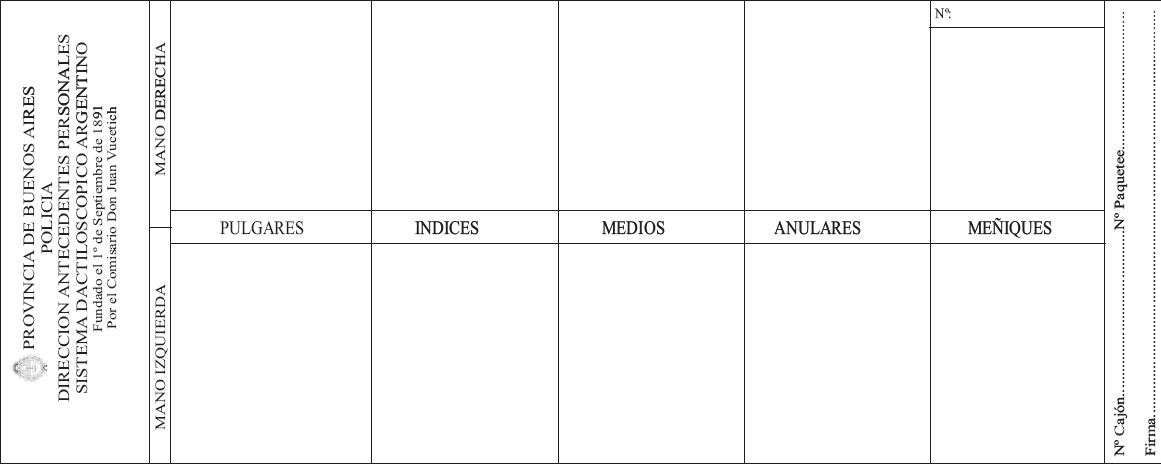 PROVINCIA DE BUENOS AIRES
POLICIA
DIRECCION ANTECEDENTES PERSONALES
SISTEMA DACTILOSCOPICO ARGENTINO
Fundado el 1º de Septiembre de 1891
Por el Comisario Don Juan Vucetich
MANO DERECHA
MANO IZQUIERDA
Nº:
PULGARES INDICES MEDIOS ANULARES MEÑIQUES
Nº Cajón....................................Nº Paquetee....................................
Firma....................................................................................